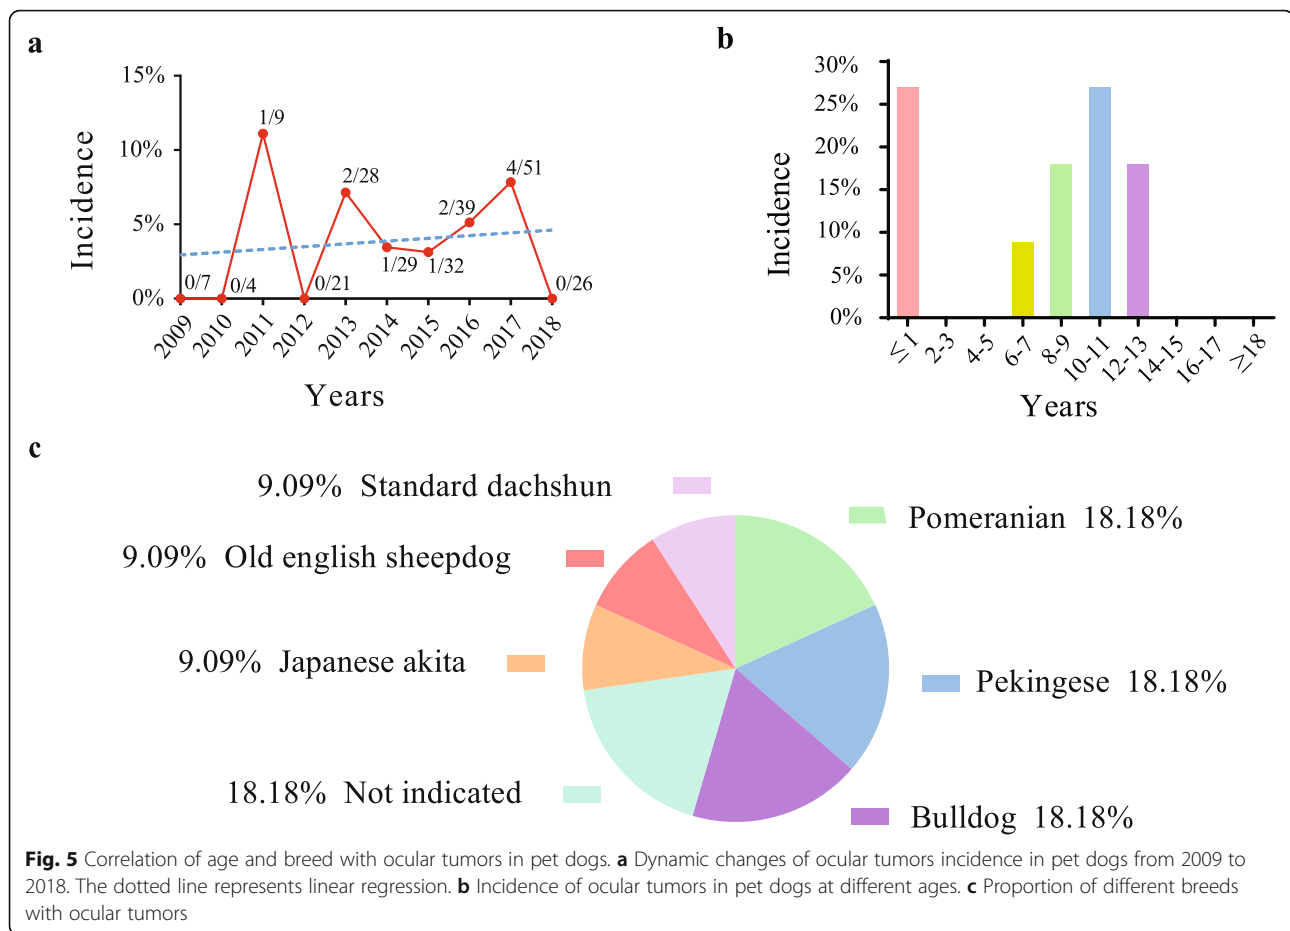 a
15%
10%
5%
0%
Incidence
0/7
0/4
1/9
0/21
2/28
1/29
1/32
2/39
4/51
0/26
2009
2010
2011
2012
2013
2014
2015
2016
2017
2018
Years
b
30%
25%
20%
15%
10%
5%
0%
Incidence
≤1
2-3
4-5
6-7
8-9
10-11
12-13
14-15
16-17
≥18
Years
c
9.09% Standard dachshun
9.09% Old english sheepdog
9.09% Japanese akita
18.18% Not indicated
Pomeranian 18.18%
Pekingese 18.18%
Bulldog 18.18%
Fig. 5 Correlation of age and breed with ocular tumors in pet dogs. a Dynamic changes of ocular tumors incidence in pet dogs from 2009 to
2018. The dotted line represents linear regression. b Incidence of ocular tumors in pet dogs at different ages. c Proportion of different breeds
with ocular tumors